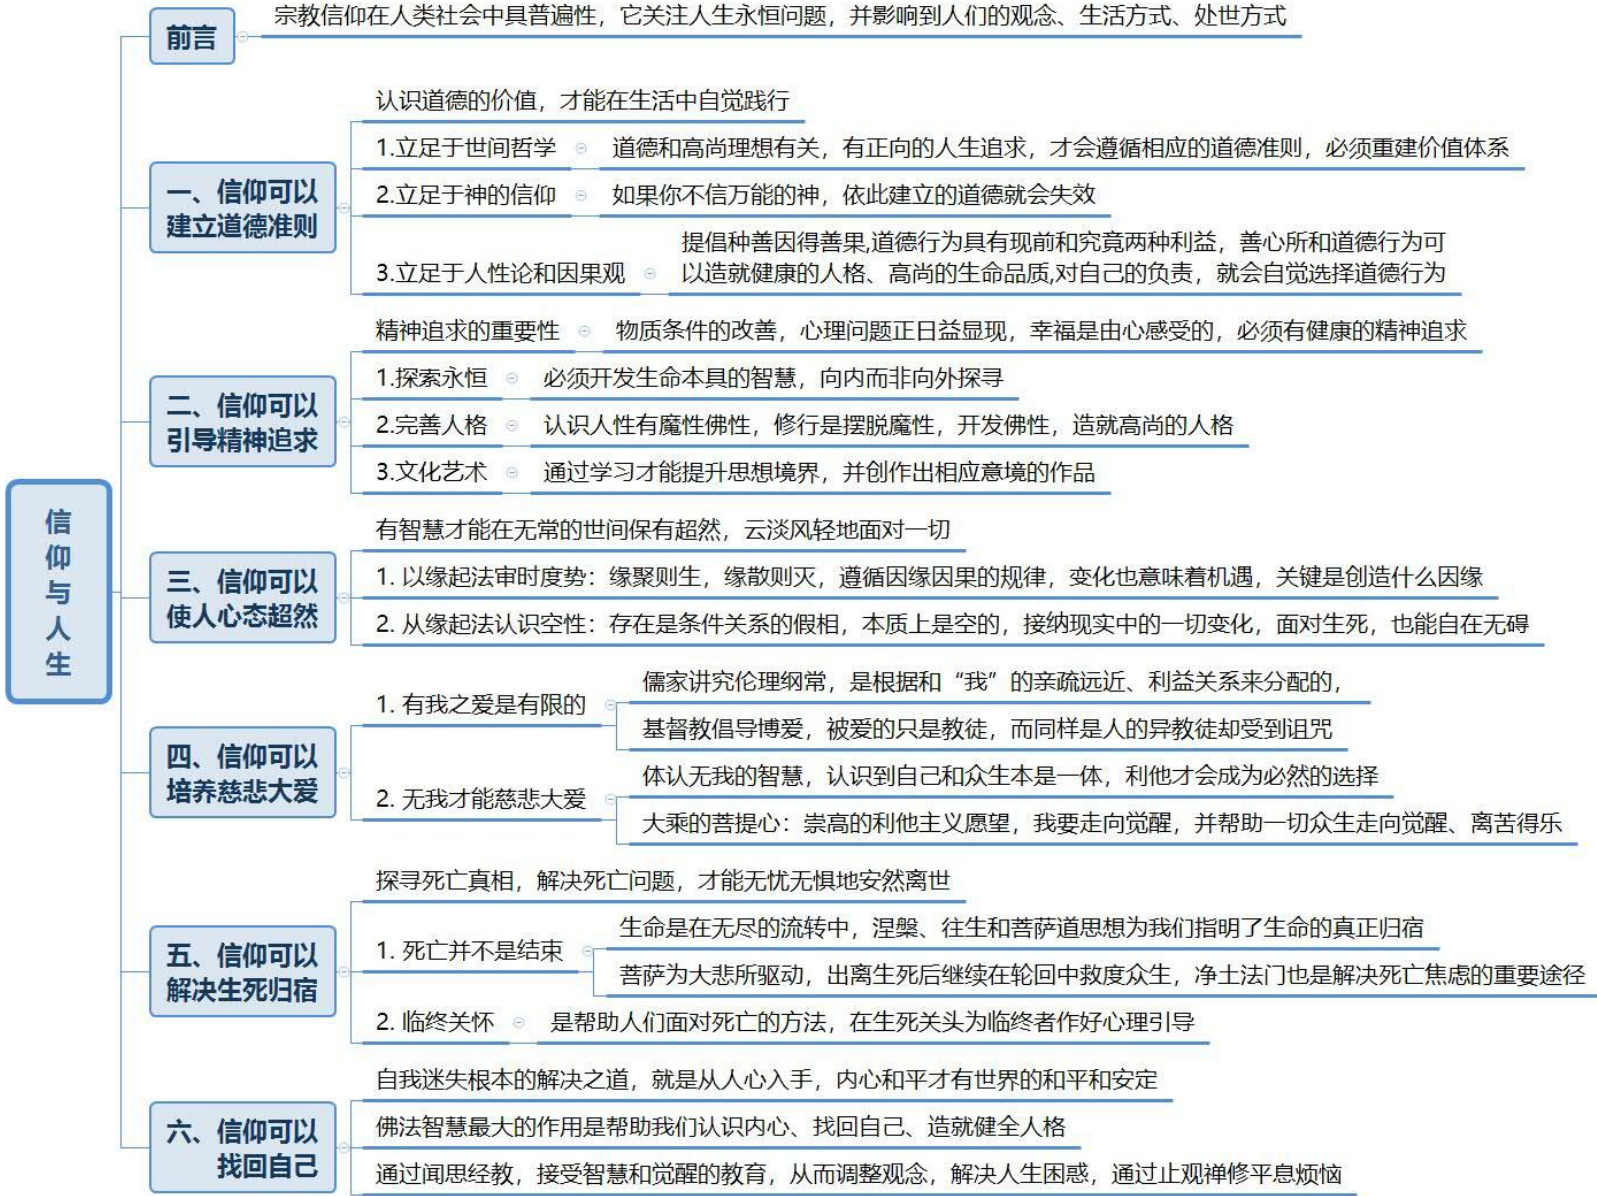 信仰与人生
前言
宗教信仰在人类社会中具普遍性，它关注人生永恒问题，并影响到人们的观念、生活方式、处世方式
一、信仰可以
建立道德准则
认识道德的价值，才能在生活中自觉践行
1.立足于世间哲学
道德和高尚理想有关，有正向的人生追求，才会遵循相应的道德准则，必须重建价值体系
2.立足于神的信仰
如果你不信万能的神，依此建立的道德就会失效
3.立足于人性论和因果观
提倡种善因得善果,道德行为具有现前和究竟两种利益，善心所和道德行为可
以造就健康的人格、高尚的生命品质,对自己的负责，就会自觉选择道德行为
二、信仰可以
引导精神追求
精神追求的重要性
物质条件的改善，心理问题正日益显现，幸福是由心感受的，必须有健康的精神追求
1.探索永恒
必须开发生命本具的智慧，向内而非向外探寻
2.完善人格
认识人性有魔性佛性，修行是摆脱魔性，开发佛性，造就高尚的人格
3.文化艺术
通过学习才能提升思想境界，并创作出相应意境的作品
三、信仰可以
使人心态超然
有智慧才能在无常的世间保有超然，云淡风轻地面对一切
1. 以缘起法审时度势：缘聚则生，缘散则灭，遵循因缘因果的规律，变化也意味着机遇，关键是创造什么因缘
2. 从缘起法认识空性：存在是条件关系的假相，本质上是空的，接纳现实中的一切变化，面对生死，也能自在无碍
四、信仰可以
培养慈悲大爱
1. 有我之爱是有限的
儒家讲究伦理纲常，是根据和“我”的亲疏远近、利益关系来分配的，
基督教倡导博爱，被爱的只是教徒，而同样是人的异教徒却受到诅咒
2. 无我才能慈悲大爱
体认无我的智慧，认识到自己和众生本是一体，利他才会成为必然的选择
大乘的菩提心：崇高的利他主义愿望，我要走向觉醒，并帮助一切众生走向觉醒、离苦得乐
五、信仰可以
解决生死归宿
探寻死亡真相，解决死亡问题，才能无忧无惧地安然离世
1. 死亡并不是结束
生命是在无尽的流转中，涅槃、往生和菩萨道思想为我们指明了生命的真正归宿
菩萨为大悲所驱动，出离生死后继续在轮回中救度众生，净土法门也是解决死亡焦虑的重要途径
2. 临终关怀
是帮助人们面对死亡的方法，在生死关头为临终者作好心理引导
六、信仰可以
找回自己
自我迷失根本的解决之道，就是从人心入手，内心和平才有世界的和平和安定
佛法智慧最大的作用是帮助我们认识内心、找回自己、造就健全人格
通过闻思经教，接受智慧和觉醒的教育，从而调整观念，解决人生困惑，通过止观禅修平息烦恼